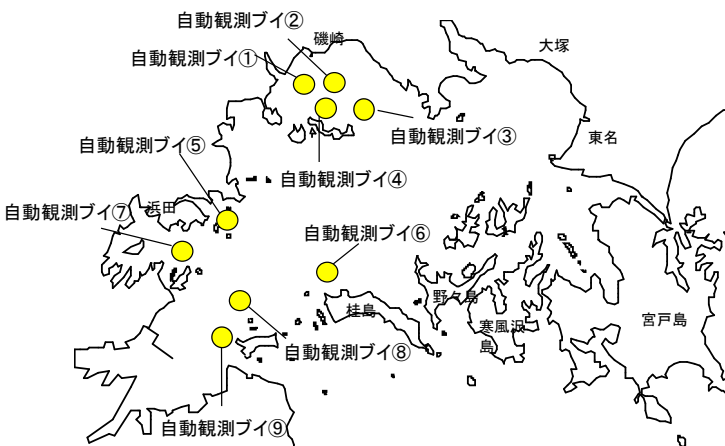 自動観測ブイ②
磯崎
大塚
自動観測ブイ①
自動観測ブイ③
東名
自動観測ブイ⑤
自動観測ブイ④
浜田
自動観測ブイ⑦
自動観測ブイ⑥
野々島
桂島
寒風沢
島
宮戸島
自動観測ブイ⑧
自動観測ブイ⑨